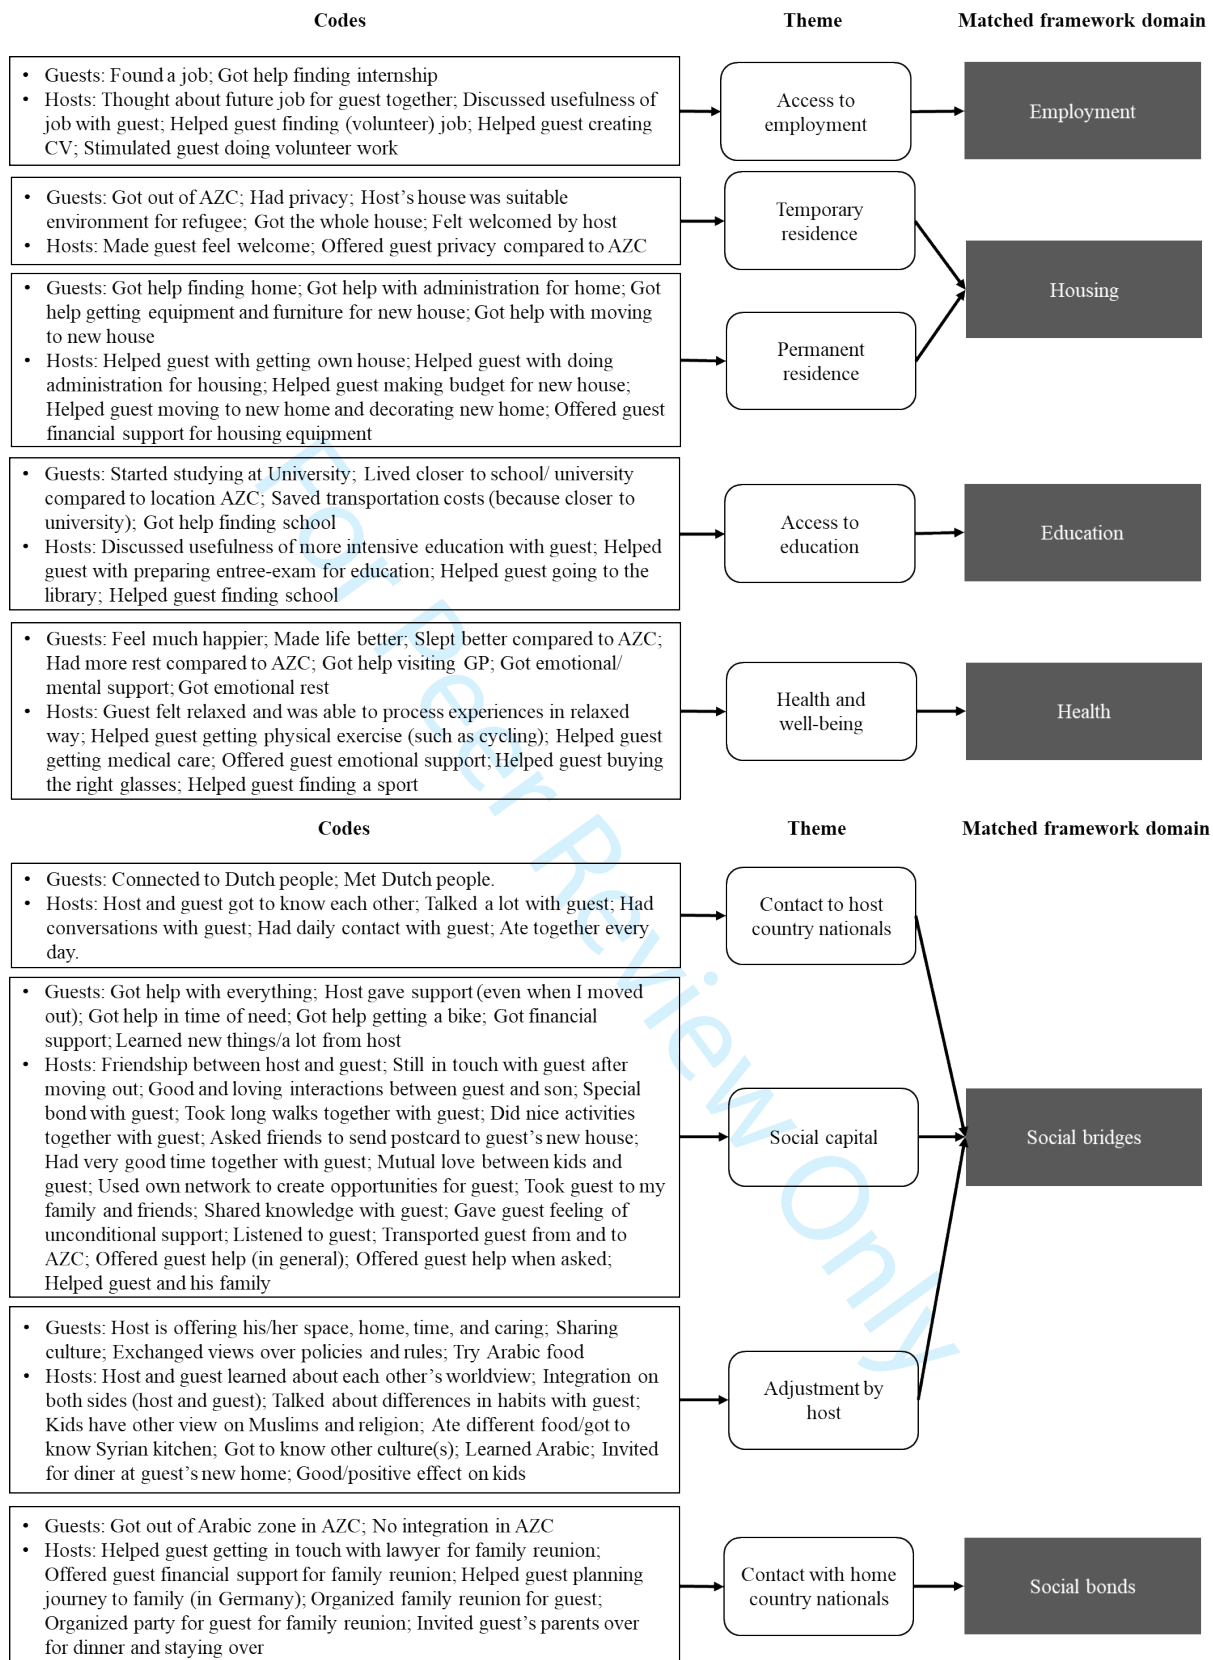 Codes Theme Matched framework domain
• Guests: Found a job; Got help finding internship
• Hosts: Thought about future job for guest together; Discussed usefulness of
job with guest; Helped guest finding (volunteer) job; Helped guest creating
CV; Stimulated guest doing volunteer work
Access to
employment
Employment
• Guests: Got out of AZC; Had privacy; Host's house was suitable
environment for refugee; Got the whole house; Felt welcomed by host
• Hosts: Made guest feel welcome; Offered guest privacy compared to AZC
Temporary
residence
• Guests: Got help finding home; Got help with administration for home; Got
help getting equipment and furniture for new house; Got help with moving
to new house
• Hosts: Helped guest with getting own house; Helped guest with doing
administration for housing; Helped guest making budget for new house;
Helped guest moving to new home and decorating new home; Offered guest
financial support for housing equipment
Permanent
residence
Housing
• Guests: Started studying at University; Lived closer to school/ university
compared to location AZC; Saved transportation costs (because closer to
university); Got help finding school
• Hosts: Discussed usefulness of more intensive education with guest; Helped
guest with preparing entree-exam for education; Helped guest going to the
library; Helped guest finding school
Access to
education
Education
• Guests: Feel much happier; Made life better; Slept better compared to AZC;
Had more rest compared to AZC; Got help visiting GP; Got emotional/
mental support; Got emotional rest
• Hosts: Guest felt relaxed and was able to process experiences in relaxed
way; Helped guest getting physical exercise (such as cycling); Helped guest
getting medical care; Offered guest emotional support; Helped guest buying
the right glasses; Helped guest finding a sport
Health and
well-being
Health
Codes Theme Matched framework domain
• Guests: Connected to Dutch people; Met Dutch people.
• Hosts: Host and guest got to know each other; Talked a lot with guest; Had
conversations with guest; Had daily contact with guest; Ate together every
day.
Contact to host
country nationals
• Guests: Got help with everything; Host gave support (even when I moved
out); Got help in time of need; Got help getting a bike; Got financial
support; Learned new things/a lot from host
• Hosts: Friendship between host and guest; Still in touch with guest after
moving out; Good and loving interactions between guest and son; Special
bond with guest; Took long walks together with guest; Did nice activities
together with guest; Asked friends to send postcard to guest's new house;
Had very good time together with guest; Mutual love between kids and
guest; Used own network to create opportunities for guest; Took guest to my
family and friends; Shared knowledge with guest; Gave guest feeling of
unconditional support; Listened to guest; Transported guest from and to
AZC; Offered guest help (in general); Offered guest help when asked;
Helped guest and his family
Social capital
Social bridges
• Guests: Host is offering his/her space, home, time, and caring; Sharing
culture; Exchanged views over policies and rules; Try Arabic food
• Hosts: Host and guest learned about each other's worldview; Integration on
both sides (host and guest); Talked about differences in habits with guest;
Kids have other view on Muslims and religion; Ate different food/got to
know Syrian kitchen; Got to know other culture(s); Learned Arabic; Invited
for diner at guest's new home; Good/positive effect on kids
Adjustment by
host
• Guests: Got out of Arabic zone in AZC; No integration in AZC
• Hosts: Helped guest getting in touch with lawyer for family reunion;
Offered guest financial support for family reunion; Helped guest planning
journey to family (in Germany); Organized family reunion for guest;
Organized party for guest for family reunion; Invited guest's parents over
for dinner and staying over
Contact with home
country nationals
Social bonds
For Peer Review Only